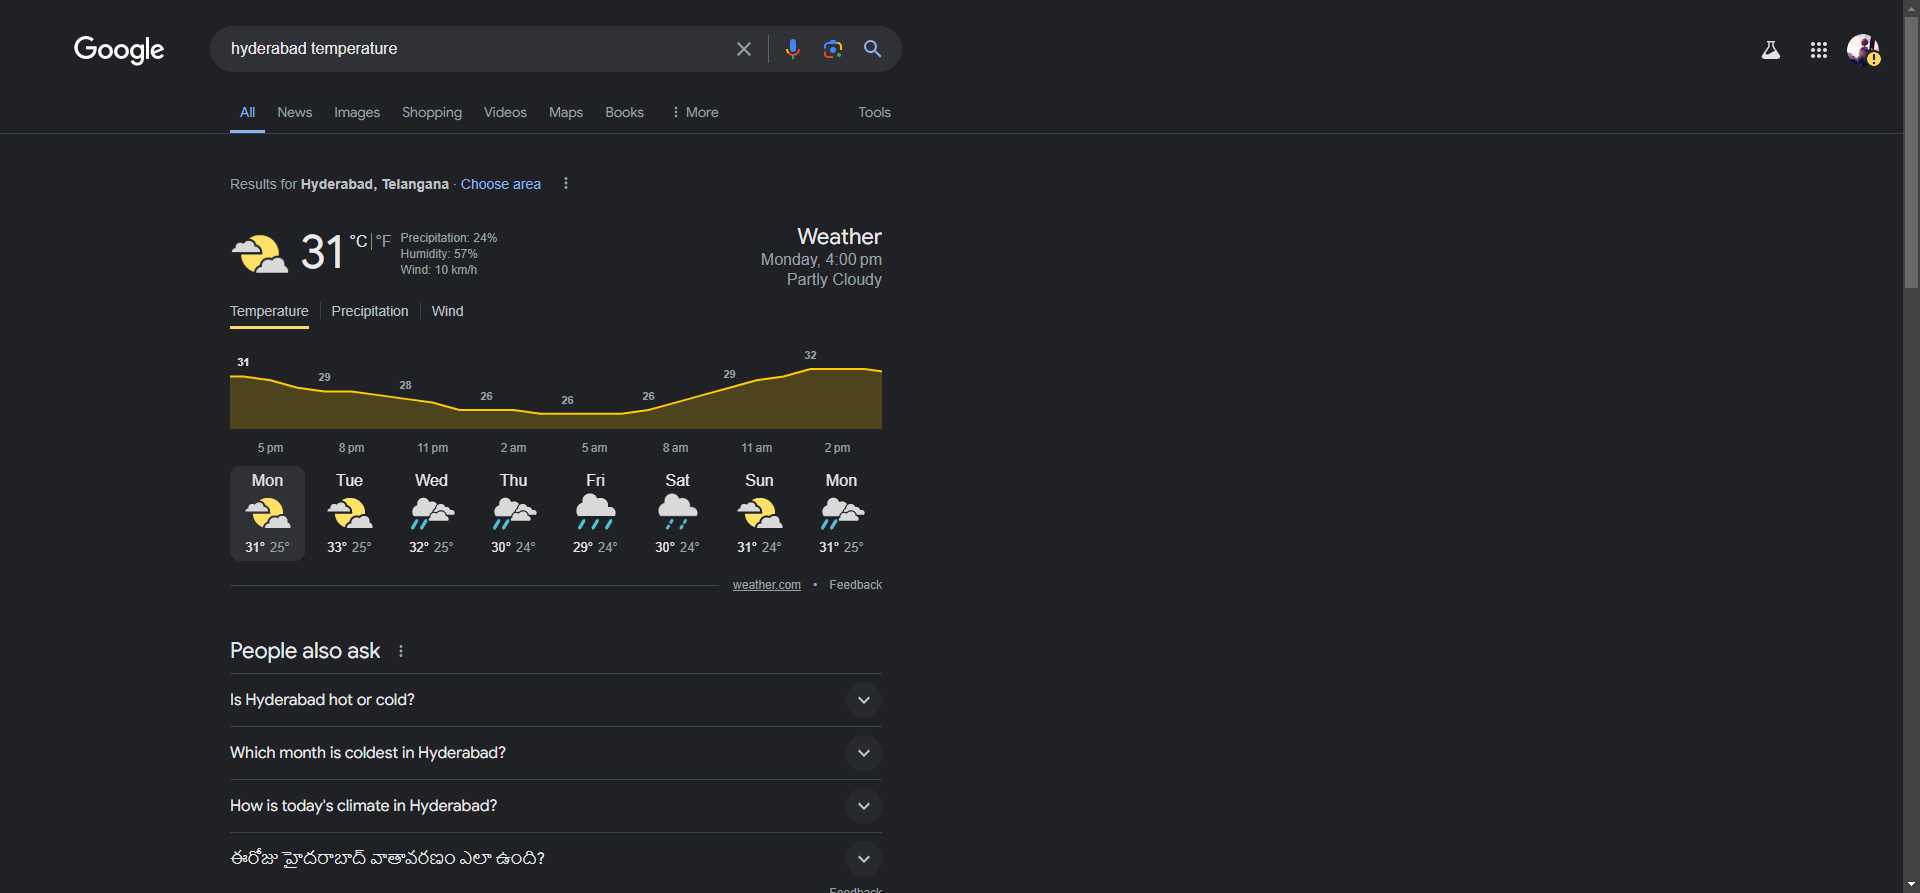 Google
hyderabad temperature
All News Images Shopping Videos Maps Books More Tools
Results for Hyderabad, Telangana · Choose area
31 °C | °F
Precipitation: 24%
Humidity: 57%
Wind: 10 km/h
Weather
Monday, 4:00 pm
Partly Cloudy
Temperature Precipitation Wind
31 29 28 26 26 26 29 32
5 pm 8 pm 11 pm 2 am 5 am 8 am 11 am 2 pm
Mon Tue Wed Thu Fri Sat Sun Mon
31° 25° 33° 25° 32° 25° 30° 24° 29° 24° 30° 24° 31° 24° 31° 25°
weather.com • Feedback
People also ask
Is Hyderabad hot or cold?
Which month is coldest in Hyderabad?
How is today's climate in Hyderabad?
ఈరోజు హైదరాబాద్ వాతావరణం ఎలా ఉంది?
Feedback